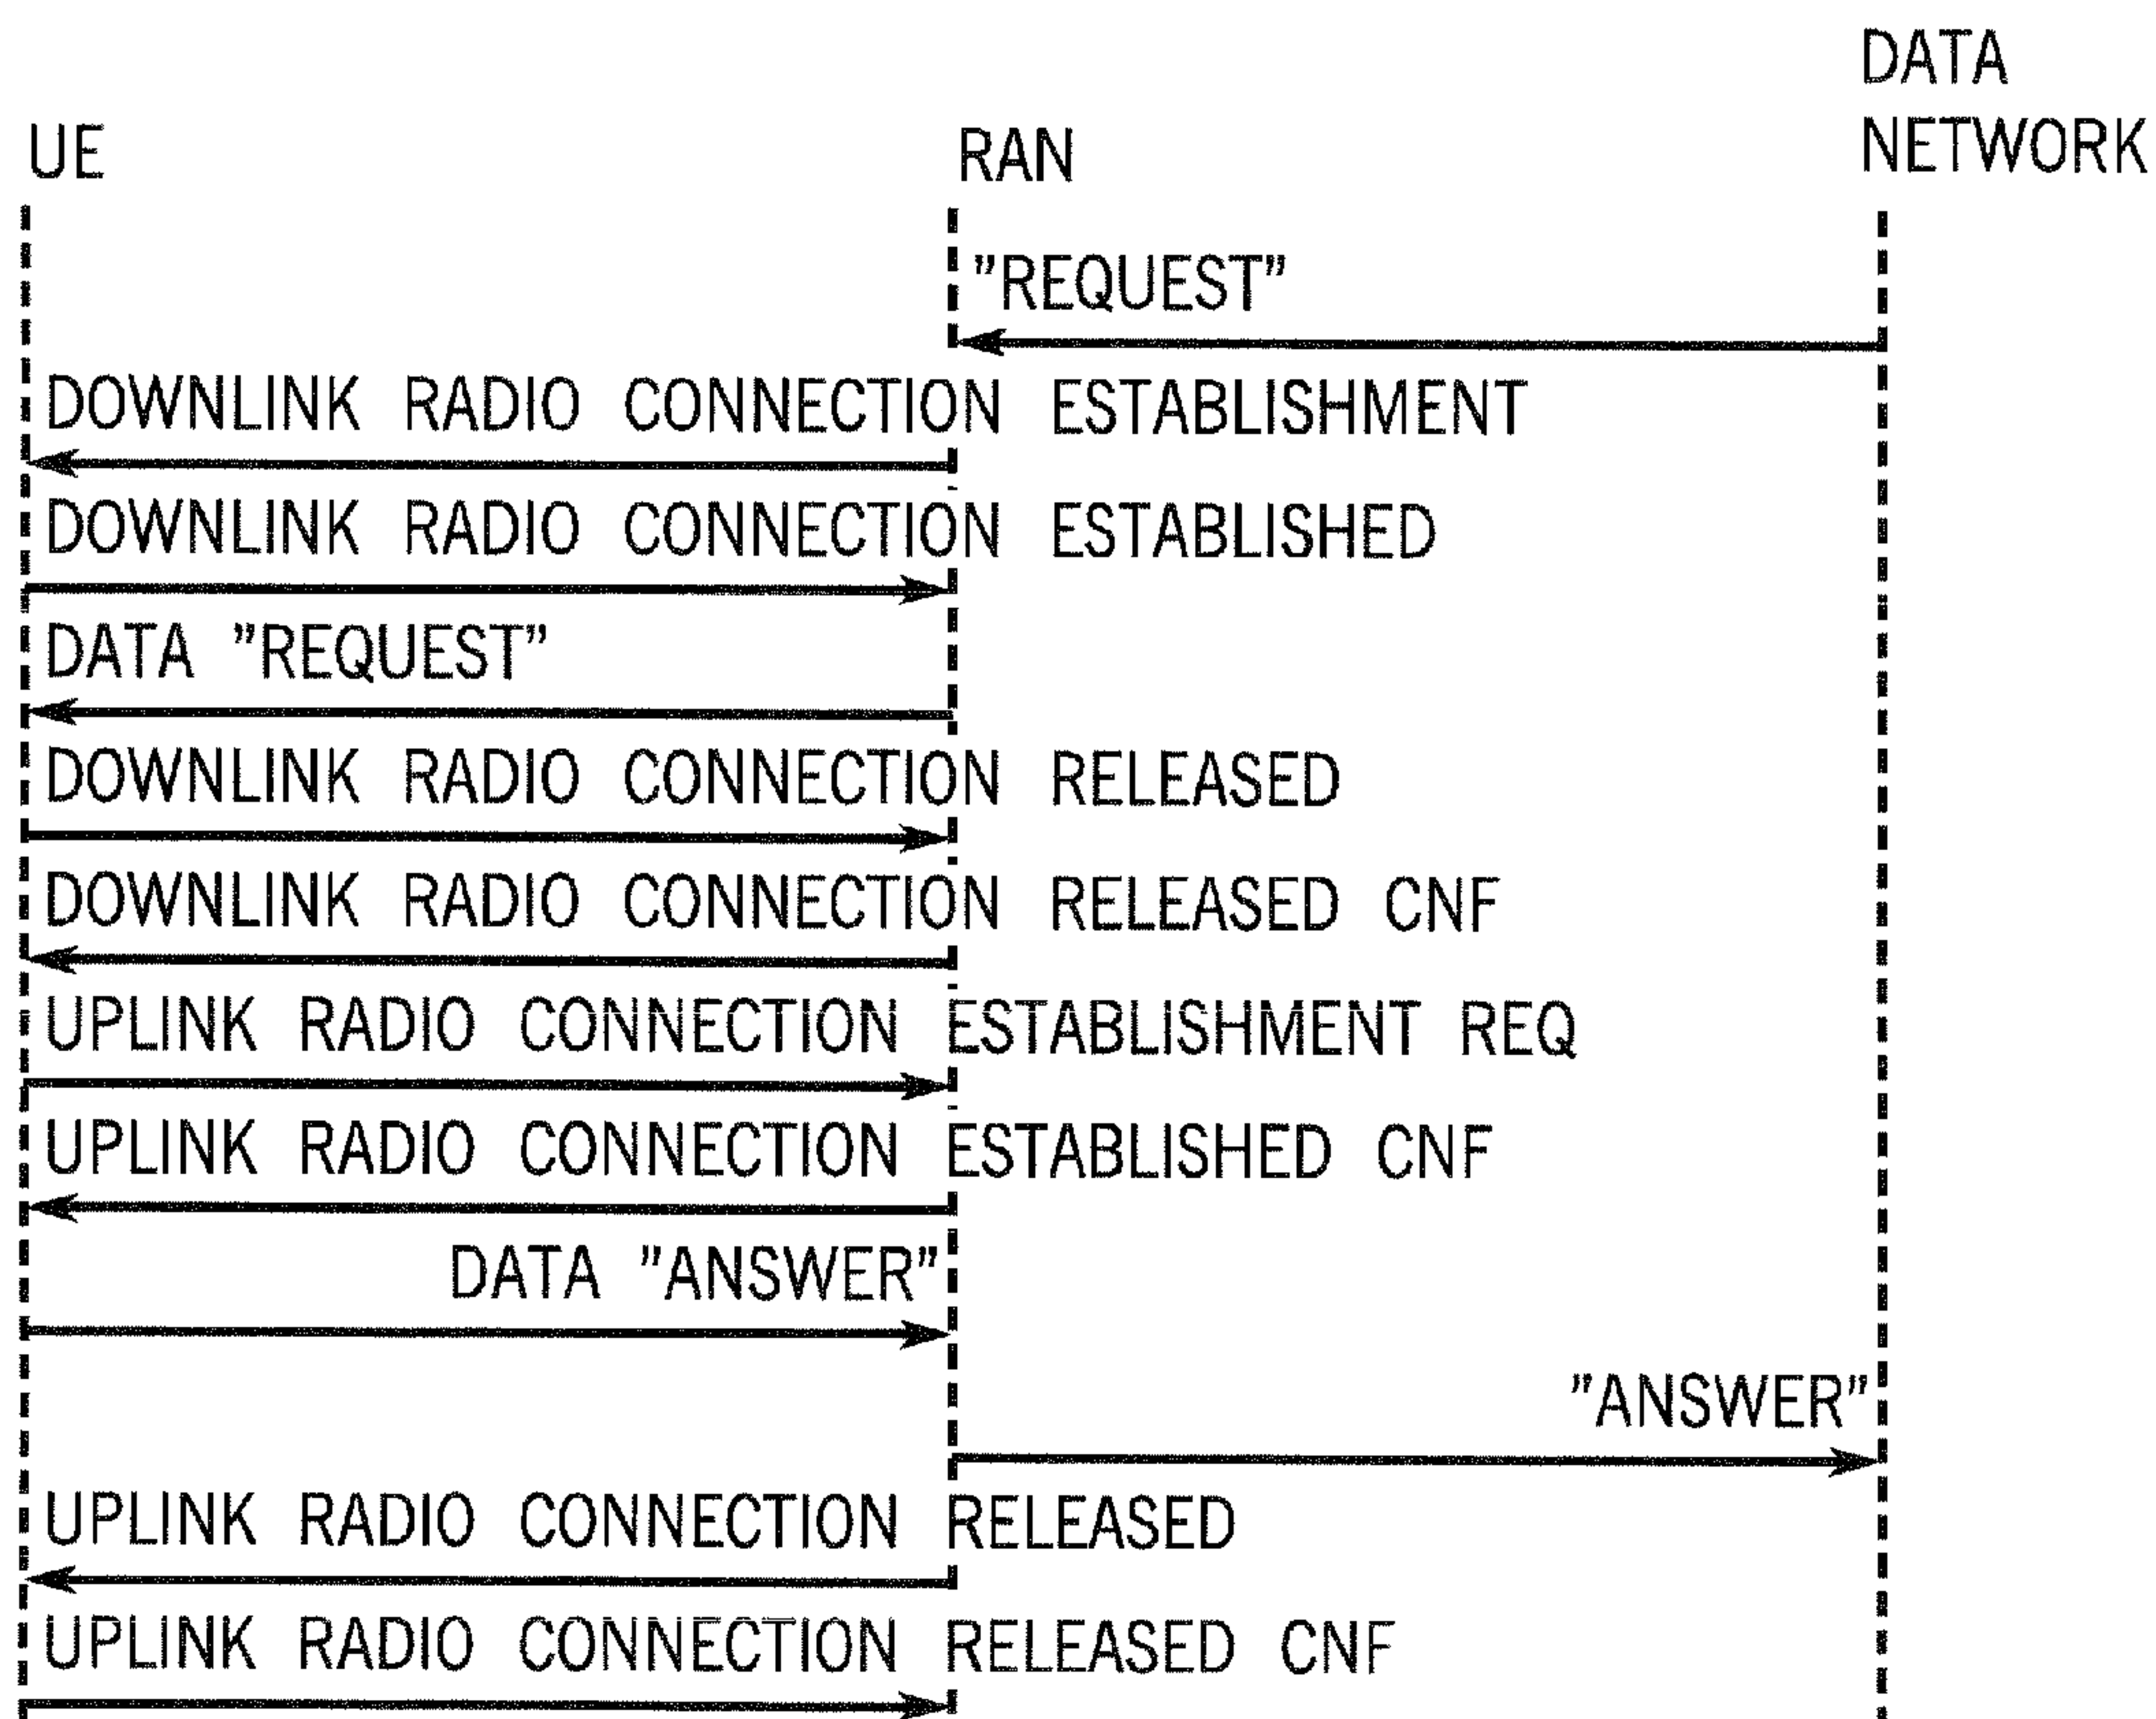 UE
RAN
DATA
NETWORK
"REQUEST"
DOWNLINK RADIO CONNECTION ESTABLISHMENT
DOWNLINK RADIO CONNECTION ESTABLISHED
DATA "REQUEST"
DOWNLINK RADIO CONNECTION RELEASED
DOWNLINK RADIO CONNECTION RELEASED CNF
UPLINK RADIO CONNECTION ESTABLISHMENT REQ
UPLINK RADIO CONNECTION ESTABLISHED CNF
DATA "ANSWER"
"ANSWER"
UPLINK RADIO CONNECTION RELEASED
UPLINK RADIO CONNECTION RELEASED CNF